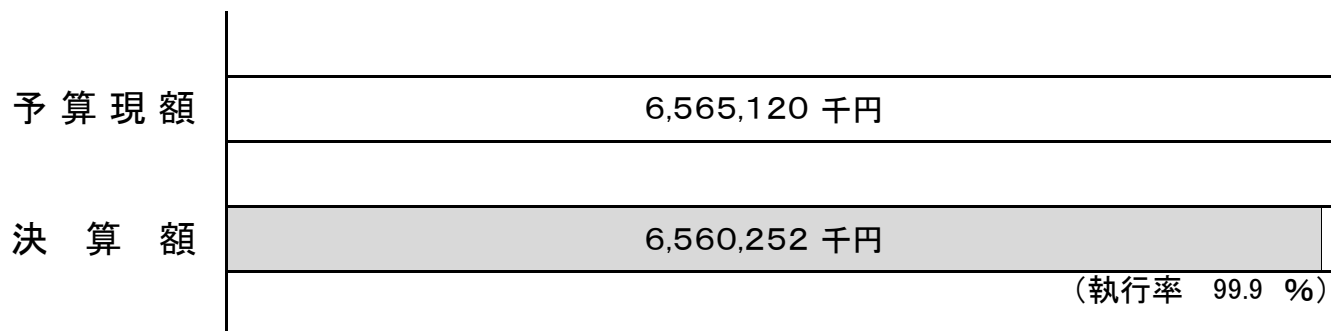 予算現額 6,565,120 千円
決算額 6,560,252 千円
(執行率 99.9 %)